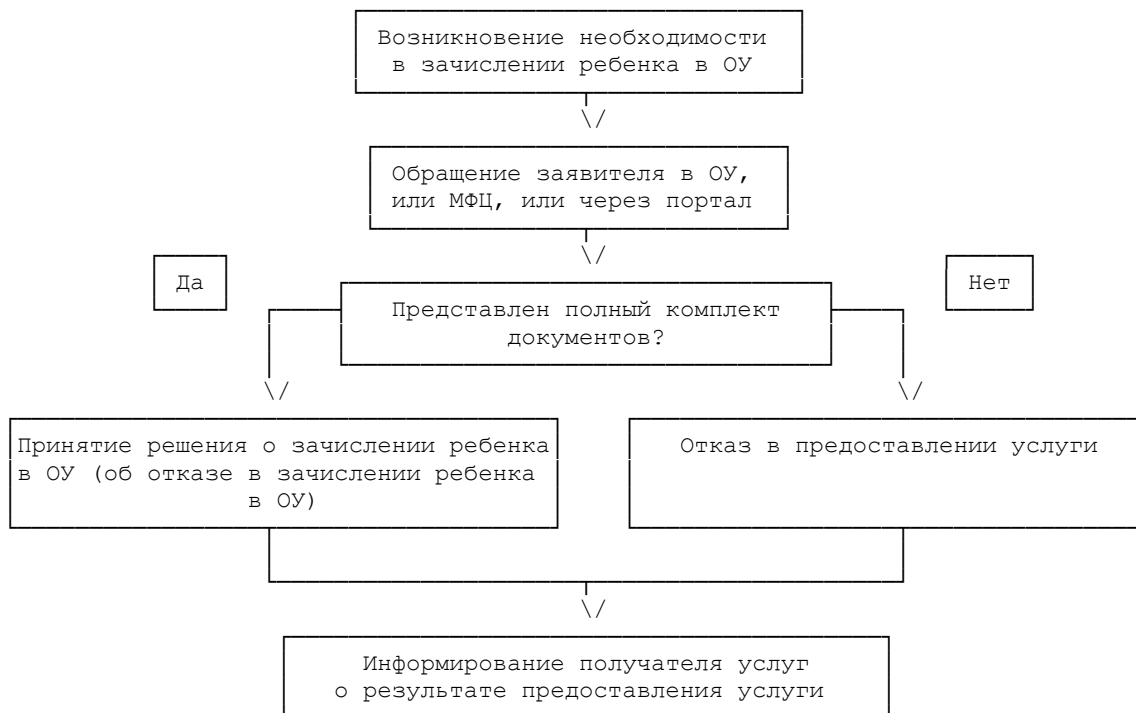 Возникновение необходимости
в зачислении ребенка в ОУ
Обращение заявителя в ОУ,
или МФЦ, или через портал
Да
Нет
Представлен полный комплект
документов?
Принятие решения о зачислении ребенка
в ОУ (об отказе в зачислении ребенка
в ОУ)
Отказ в предоставлении услуги
Информирование получателя услуг
о результате предоставления услуги